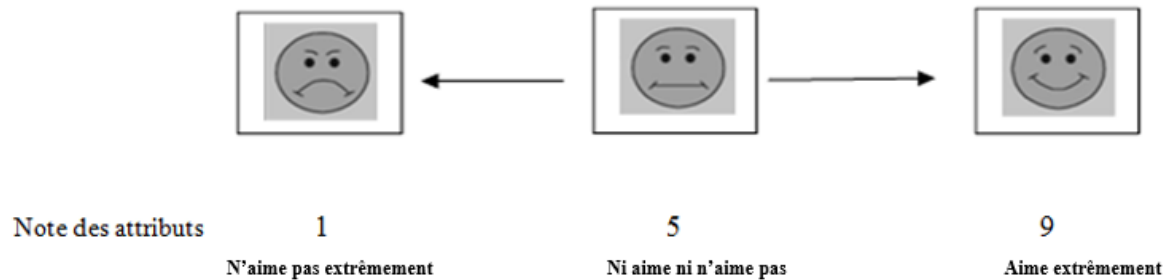 Note des attributs 1 5 9
N'aime pas extrêmement Ni aime ni n'aime pas Aime extrêmement